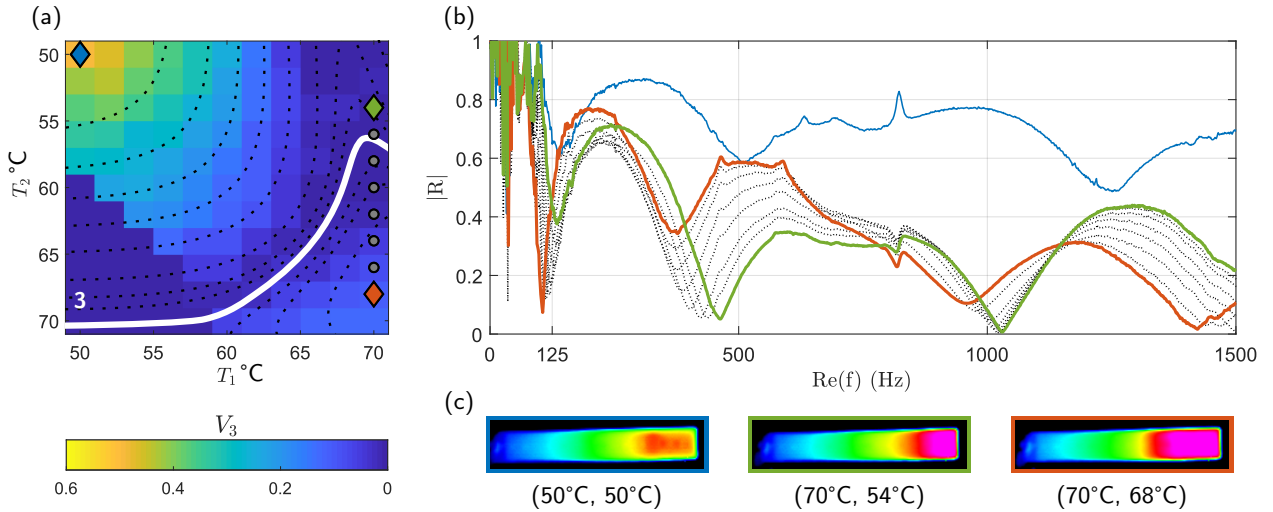 (a)
50
55
60
65
70
T₂ °C
3
50
55
60
65
70
T₁ °C
V₃
0.6
0.4
0.2
0
(b)
1
0.8
0.6
0.4
0.2
0
|R|
0
125
500
1000
1500
Re(f) (Hz)
(c)
(50°C, 50°C)
(70°C, 54°C)
(70°C, 68°C)